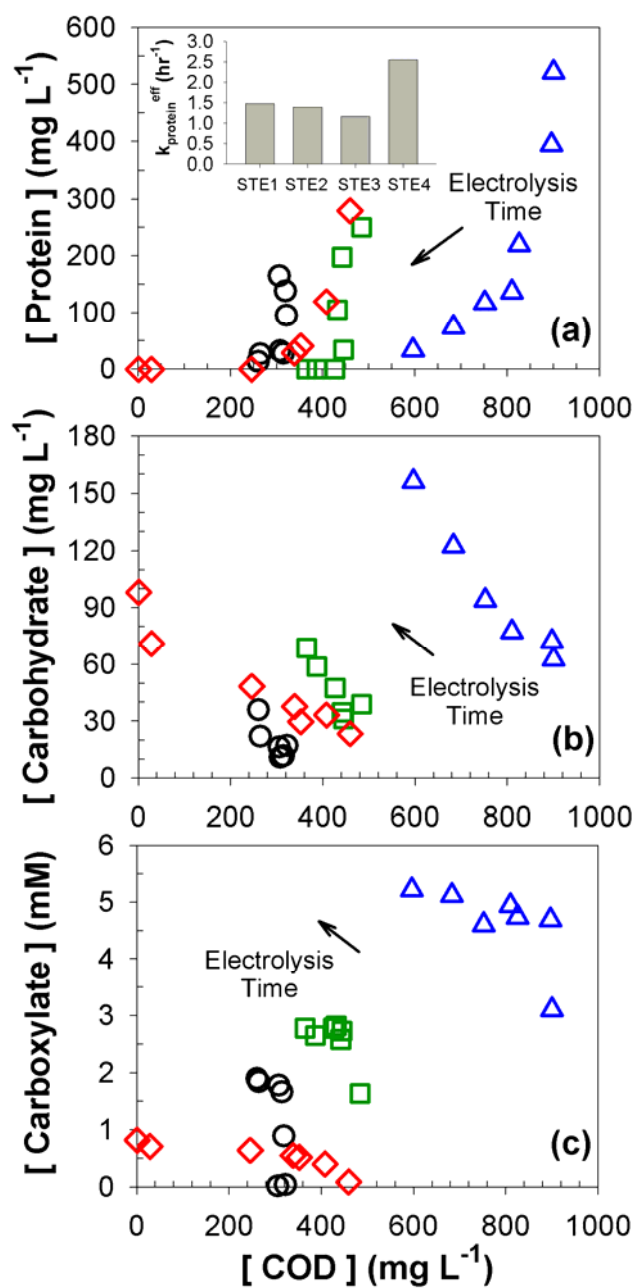 [ Protein ] (mg L⁻¹)
600
500
400
300
200
100
0
k_protein^eff (hr⁻¹)
3.0
2.5
2.0
1.5
1.0
0.5
0.0
STE1 STE2 STE3 STE4
Electrolysis
Time
(a)
0 200 400 600 800 1000
[ Carbohydrate ] (mg L⁻¹)
180
150
120
90
60
30
0
Electrolysis
Time
(b)
0 200 400 600 800 1000
[ Carboxylate ] (mM)
6
5
4
3
2
1
0
Electrolysis
Time
(c)
0 200 400 600 800 1000
[ COD ] (mg L⁻¹)